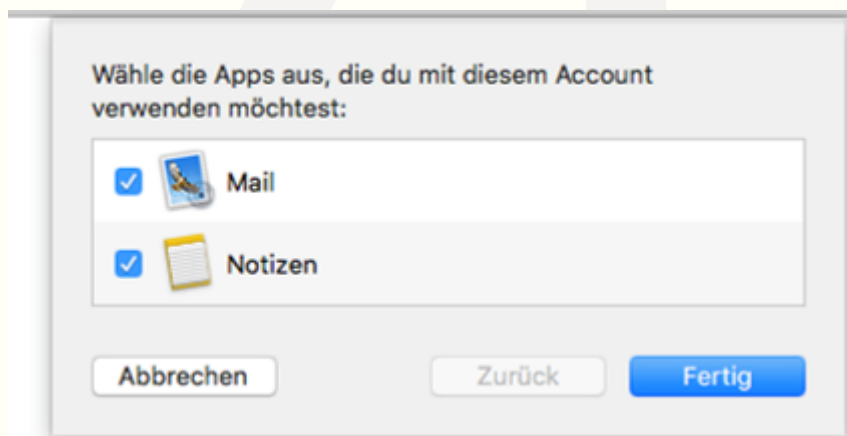 Wähle die Apps aus, die du mit diesem Account
verwenden möchtest:
Mail
Notizen
Abbrechen
Zurück
Fertig